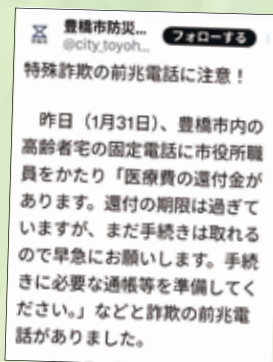 豊橋市防災...
フォローする
@city_toyoh...
特殊詐欺の前兆電話に注意！
昨日（1月31日）、豊橋市内の
高齢者宅の固定電話に市役所職
員をかたり「医療費の還付金が
あります。還付の期限は過ぎて
いますが、まだ手続きは取れる
ので早急にお願いします。手続
きに必要な通帳等を準備してく
ださい。」などと詐欺の前兆電
話がありました。